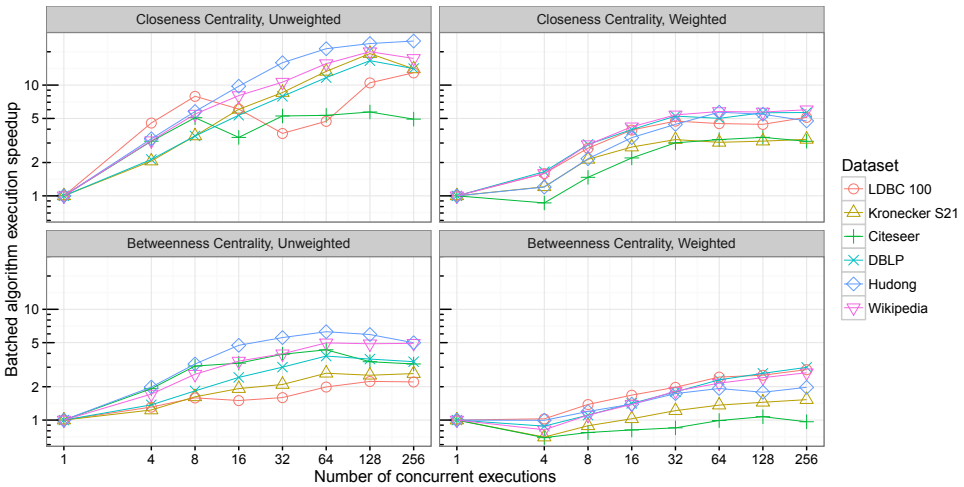 Closeness Centrality, Unweighted
Closeness Centrality, Weighted
10
5
2
1
Betweenness Centrality, Unweighted
Betweenness Centrality, Weighted
10
5
2
1
1 4 8 16 32 64 128 256
1 4 8 16 32 64 128 256
Number of concurrent executions
Batched algorithm execution speedup
Dataset
LDBC 100
Kronecker S21
Citeseer
DBLP
Hudong
Wikipedia